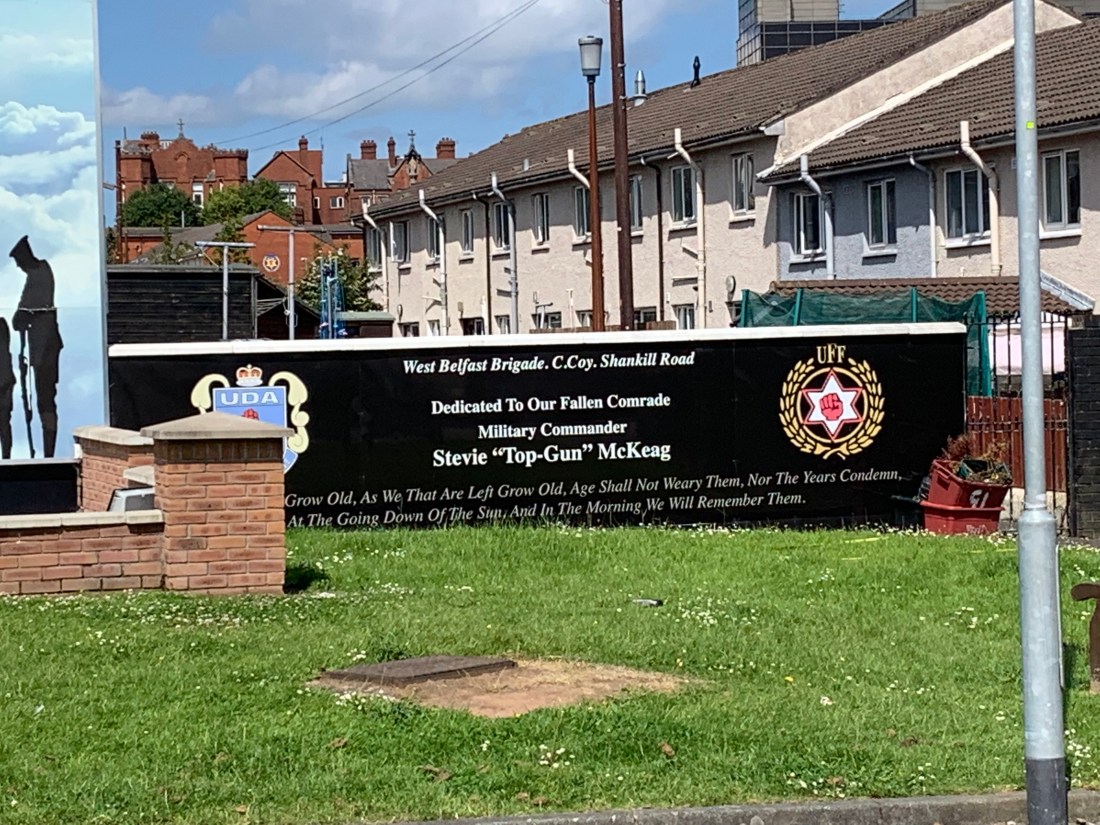 West Belfast Brigade. C.Coy. Shankill Road
UDA
UFF
Dedicated To Our Fallen Comrade
Military Commander
Stevie “Top-Gun” McKeag
Grow Old, As We That Are Left Grow Old, Age Shall Not Weary Them, Nor The Years Condemn,
At The Going Down Of The Sun, And In The Morning We Will Remember Them.